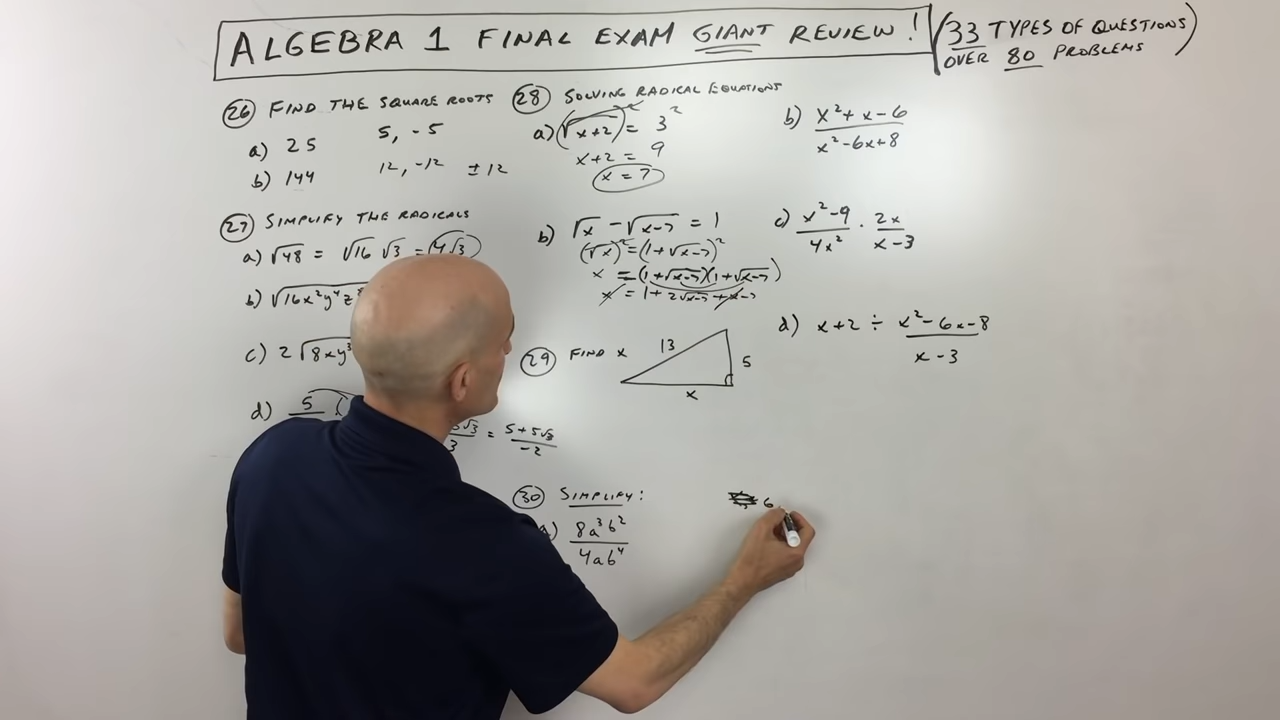 ALGEBRA 1 FINAL EXAM GIANT REVIEW! (33 TYPES OF QUESTIONS
OVER 80 PROBLEMS)
26 FIND THE SQUARE ROOTS
a) 25 5, -5
b) 144 12, -12 ±12
27 SIMPLIFY THE RADICALS
a) √48 = √16 √3 = 4√3
b) √16x²y⁴z
c) 2√8xy³
d) 5
3 = 5+5√3
-2
28 SOLVING RADICAL EQUATIONS
a) (√x+2)² = 3²
x+2 = 9
x = 7
b) √x - √x-7 = 1
(√x)² = (1+√x-7)²
x = (1+√x-7)(1+√x-7)
x = 1+2√x-7+x-7
29 FIND x 13 5 x
30 SIMPLIFY:
a) 8a³b²
4ab⁴
b) x²+x-6
x²-6x+8
c) x²-9 · 2x
4x² x-3
d) x+2 ÷ x²-6x-8
x-3
6